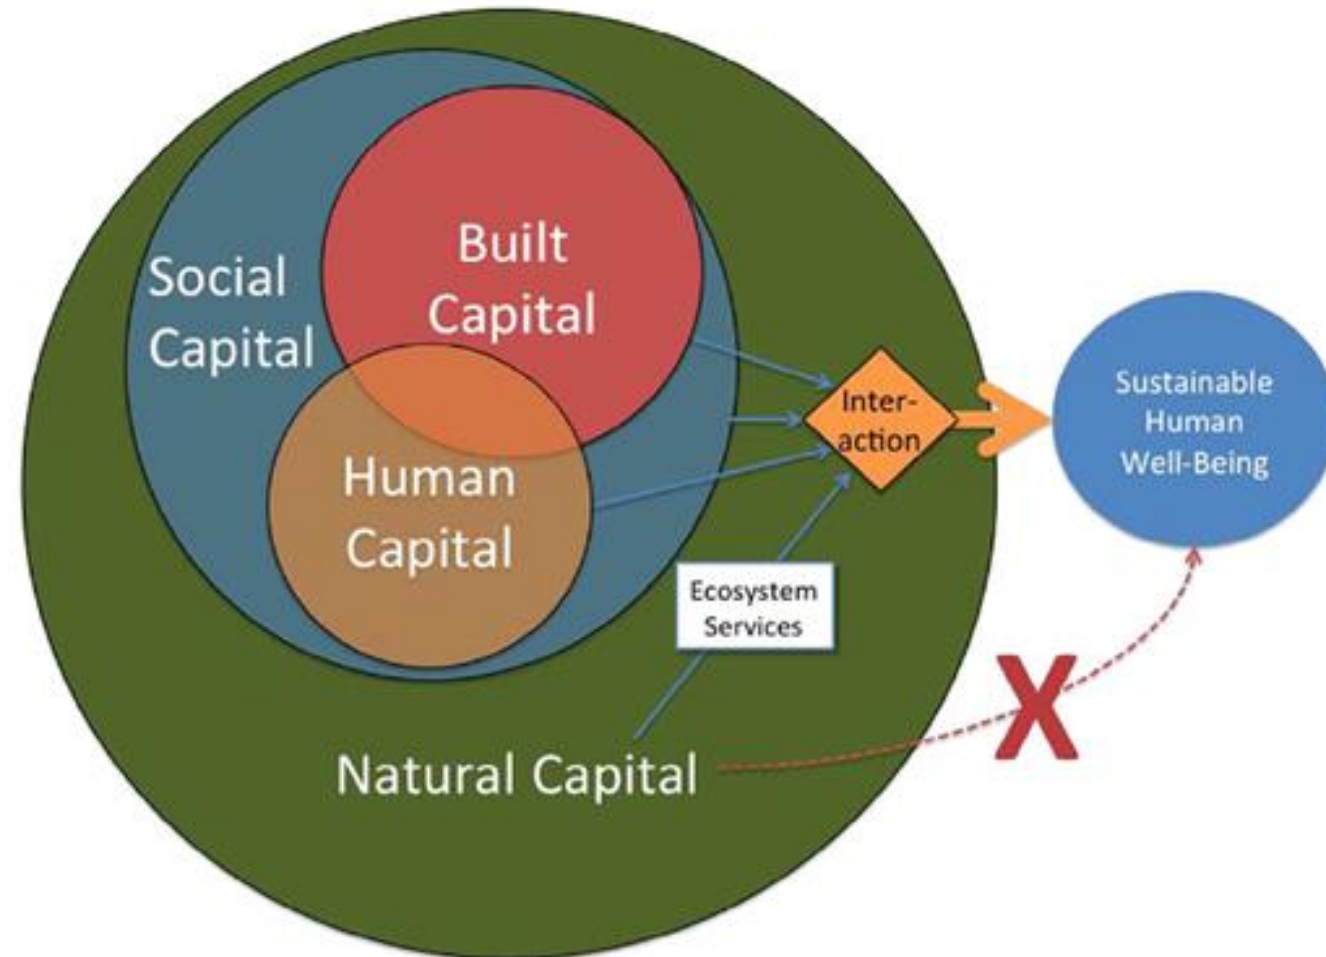 Built
Capital
Social
Capital
Human
Capital
Inter-
action
Sustainable
Human
Well-Being
Ecosystem
Services
Natural Capital
X